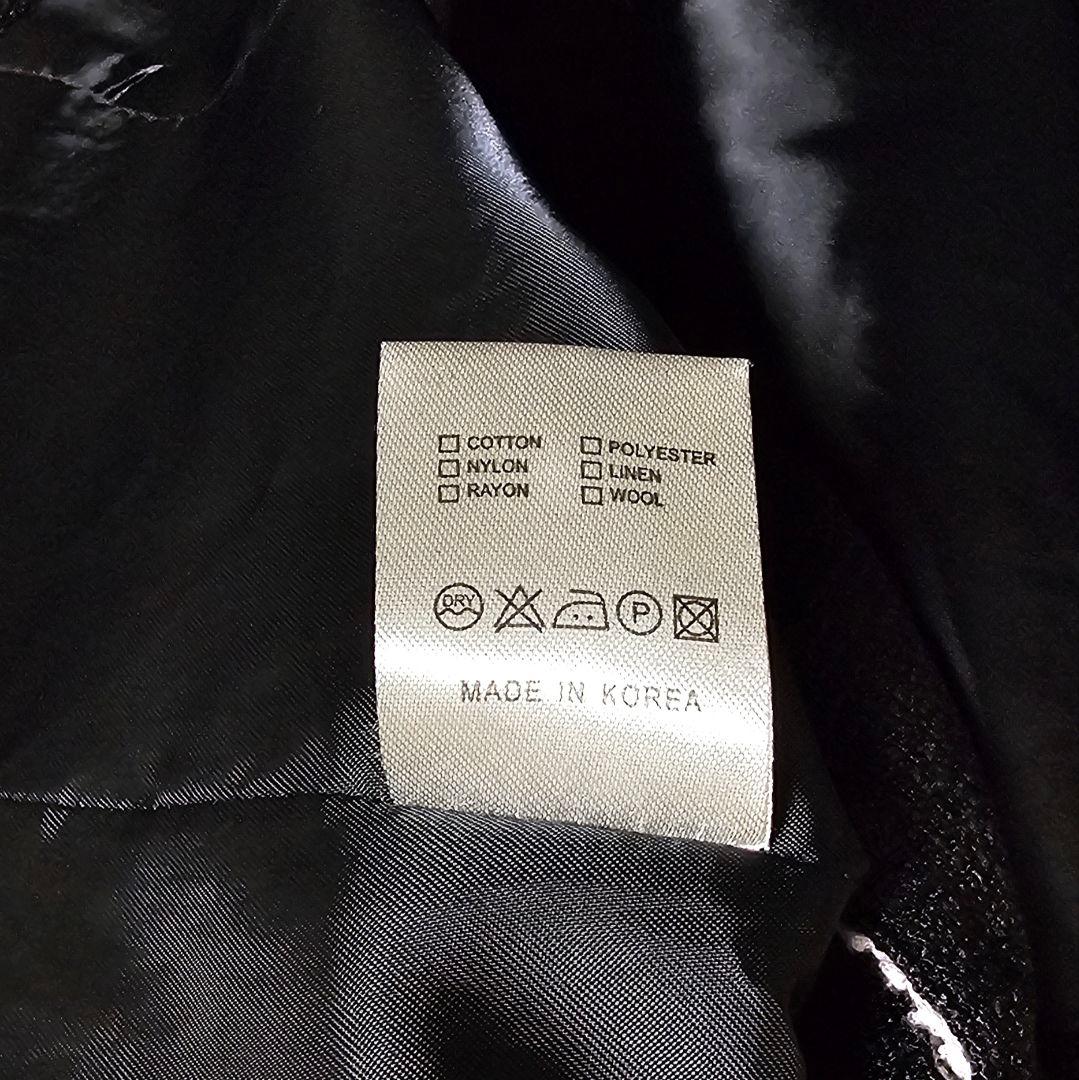 ☐ COTTON ☐ POLYESTER
☐ NYLON ☐ LINEN
☐ RAYON ☐ WOOL
DRY P
MADE IN KOREA